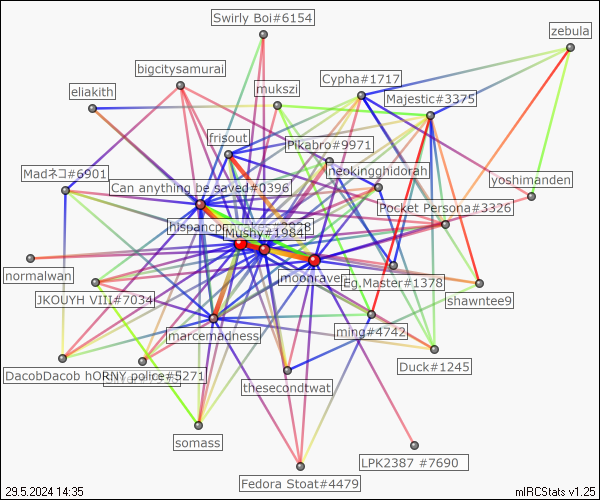 Swirly Boi#6154
zebula
bigcitysamurai
Cypha#1717
eliakith
mukszi
Majestic#3375
frisout
Pikabro#9971
neokingghidorah
Madネコ#6901
yoshimanden
Can anything be saved#0396
Pocket Persona#3326
Mushy#1984
normalwan
moonraven
Eg.Master#1378
JKOUYH VIII#7034
shawntee9
marcemadness
ming#4742
Duck#1245
DacobDacob hORNY police#5271
thesecondtwat
somass
LPK2387 #7690
Fedora Stoat#4479
29.5.2024 14:35
mIRCStats v1.25